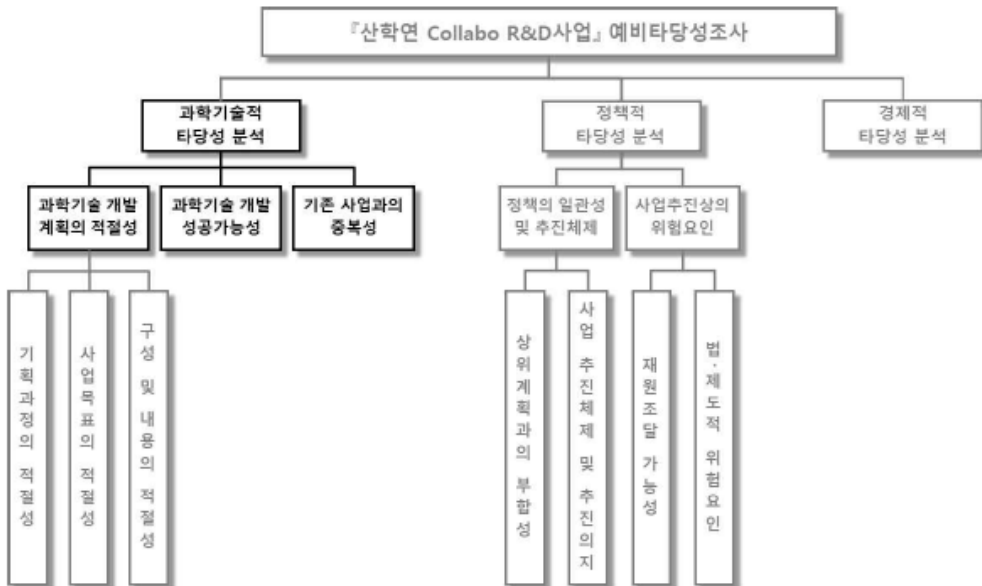 『산학연 Collabo R&D사업』 예비타당성조사
과학기술적
타당성 분석
정책적
타당성 분석
경제적
타당성 분석
과학기술 개발
계획의 적절성
과학기술 개발
성공가능성
기존 사업과의
중복성
정책의 일관성
및 추진체제
사업추진상의
위험요인
기획과정의 적절성
사업목표의 적절성
구성 및 내용의 적절성
상위계획과의 부합성
사업 추진체제 및 추진의지
재원조달 가능성
법·제도적 위험요인